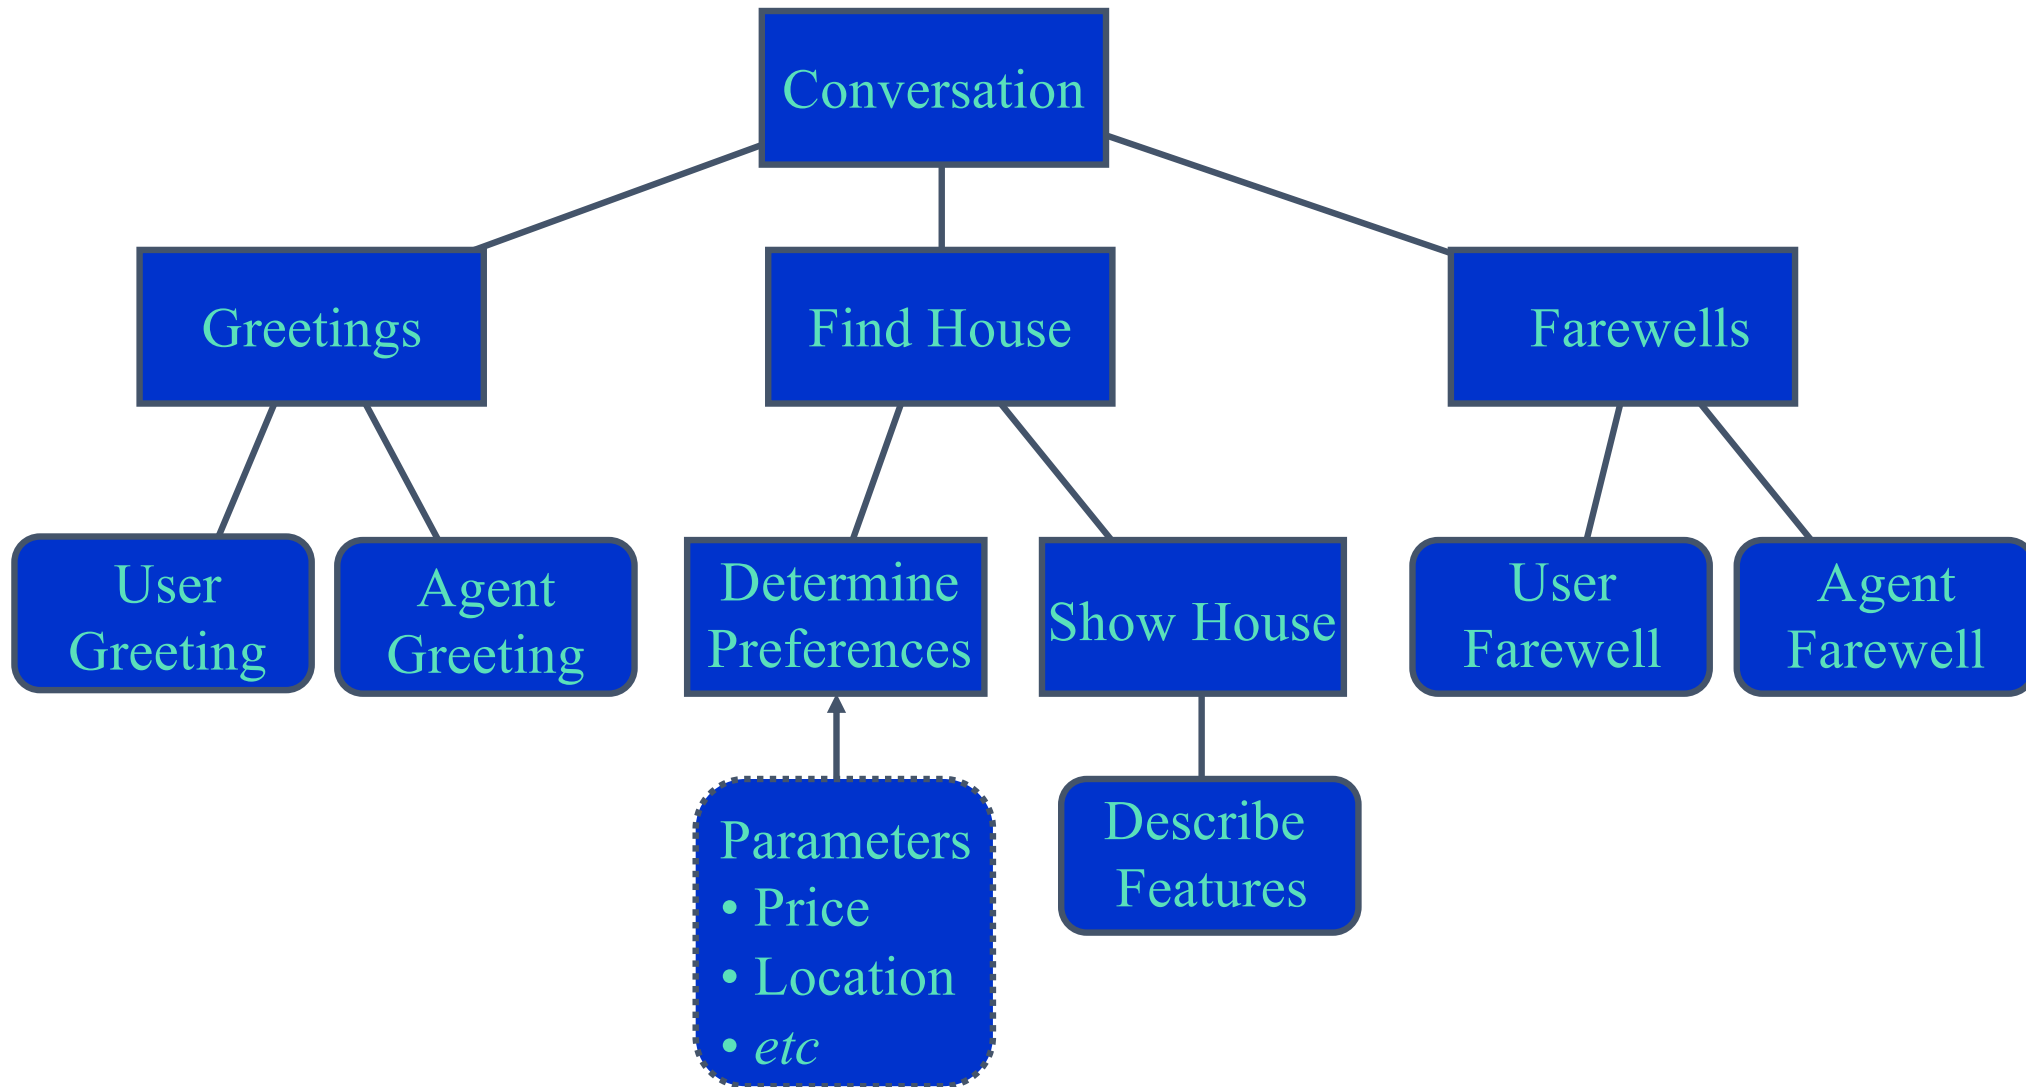 Conversation
Greetings
Find House
Farewells
User
Greeting
Agent
Greeting
Determine
Preferences
Show House
User
Farewell
Agent
Farewell
Parameters
• Price
• Location
• etc
Describe
Features